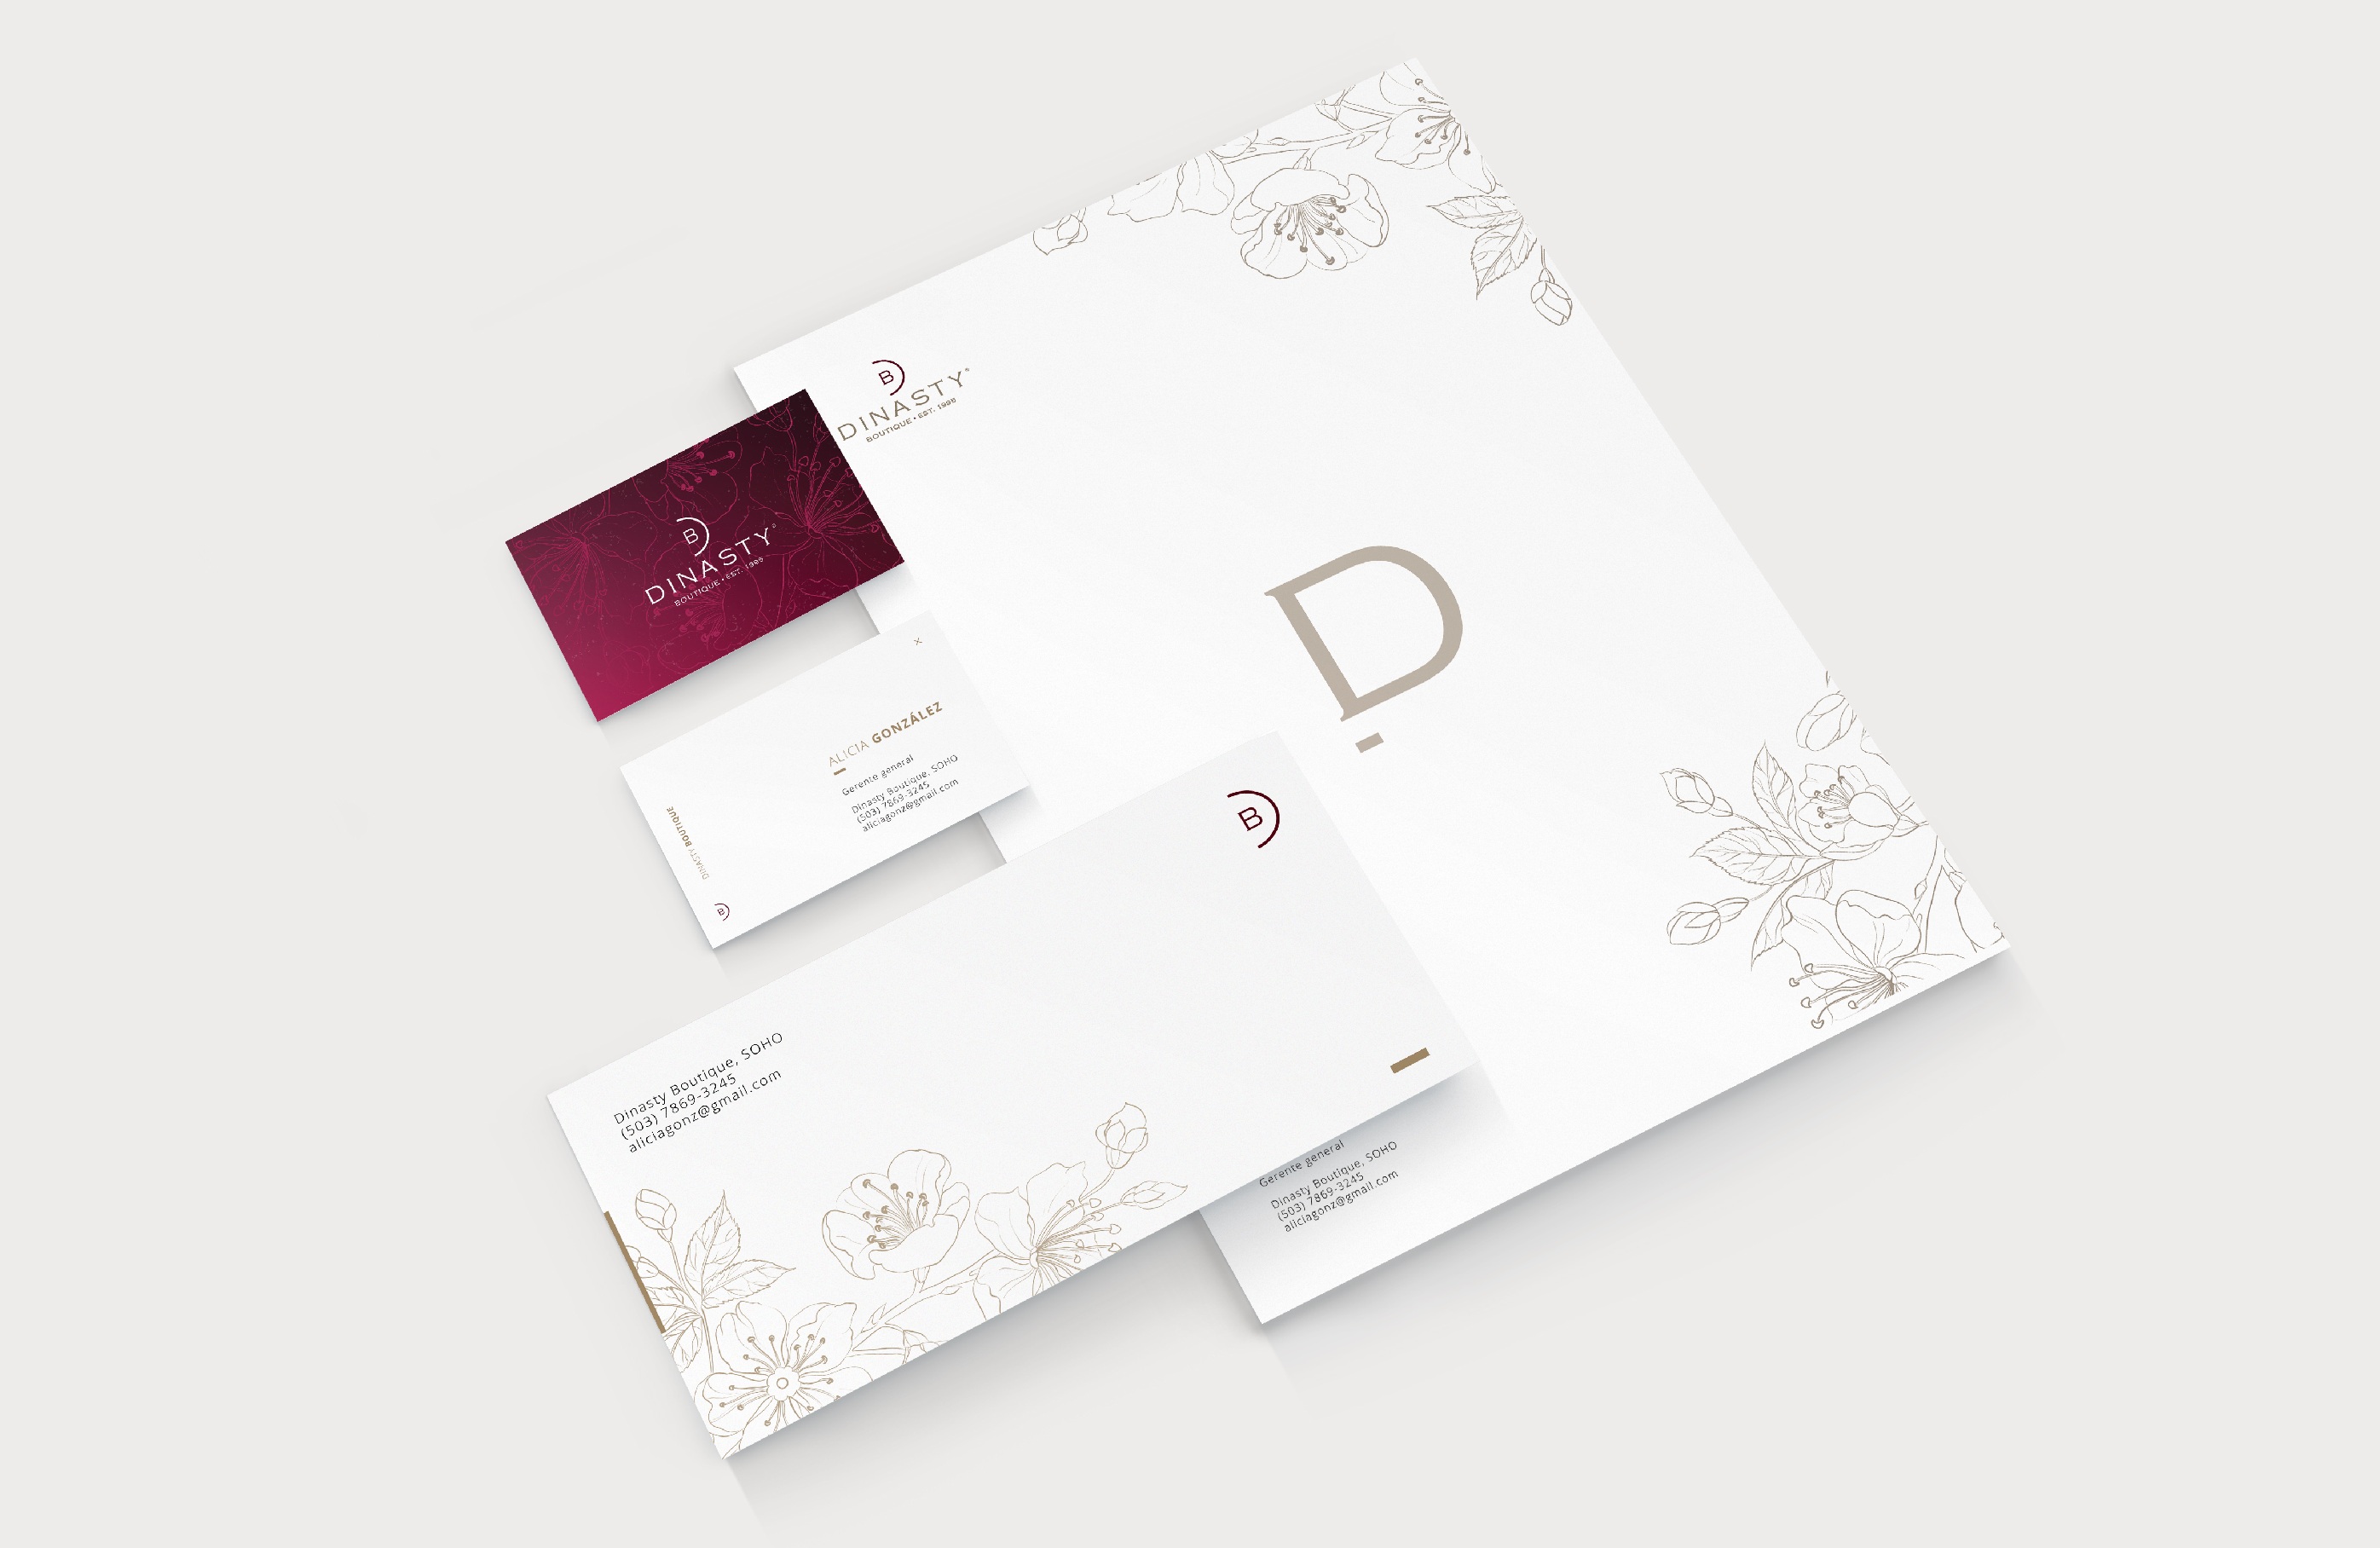 B
DINASTY
BOUTIQUE • EST. 1996
B
DINASTY
BOUTIQUE • EST. 1996
D
X
ALICIA GONZÁLEZ
Gerente general
Dinasty Boutique, SOHO
(503) 7869-3245
aliciagonz@gmail.com
DINASTY BOUTIQUE
B
B
Dinasty Boutique, SOHO
(503) 7869-3245
aliciagonz@gmail.com
Gerente general
Dinasty Boutique, SOHO
(503) 7869-3245
aliciagonz@gmail.com